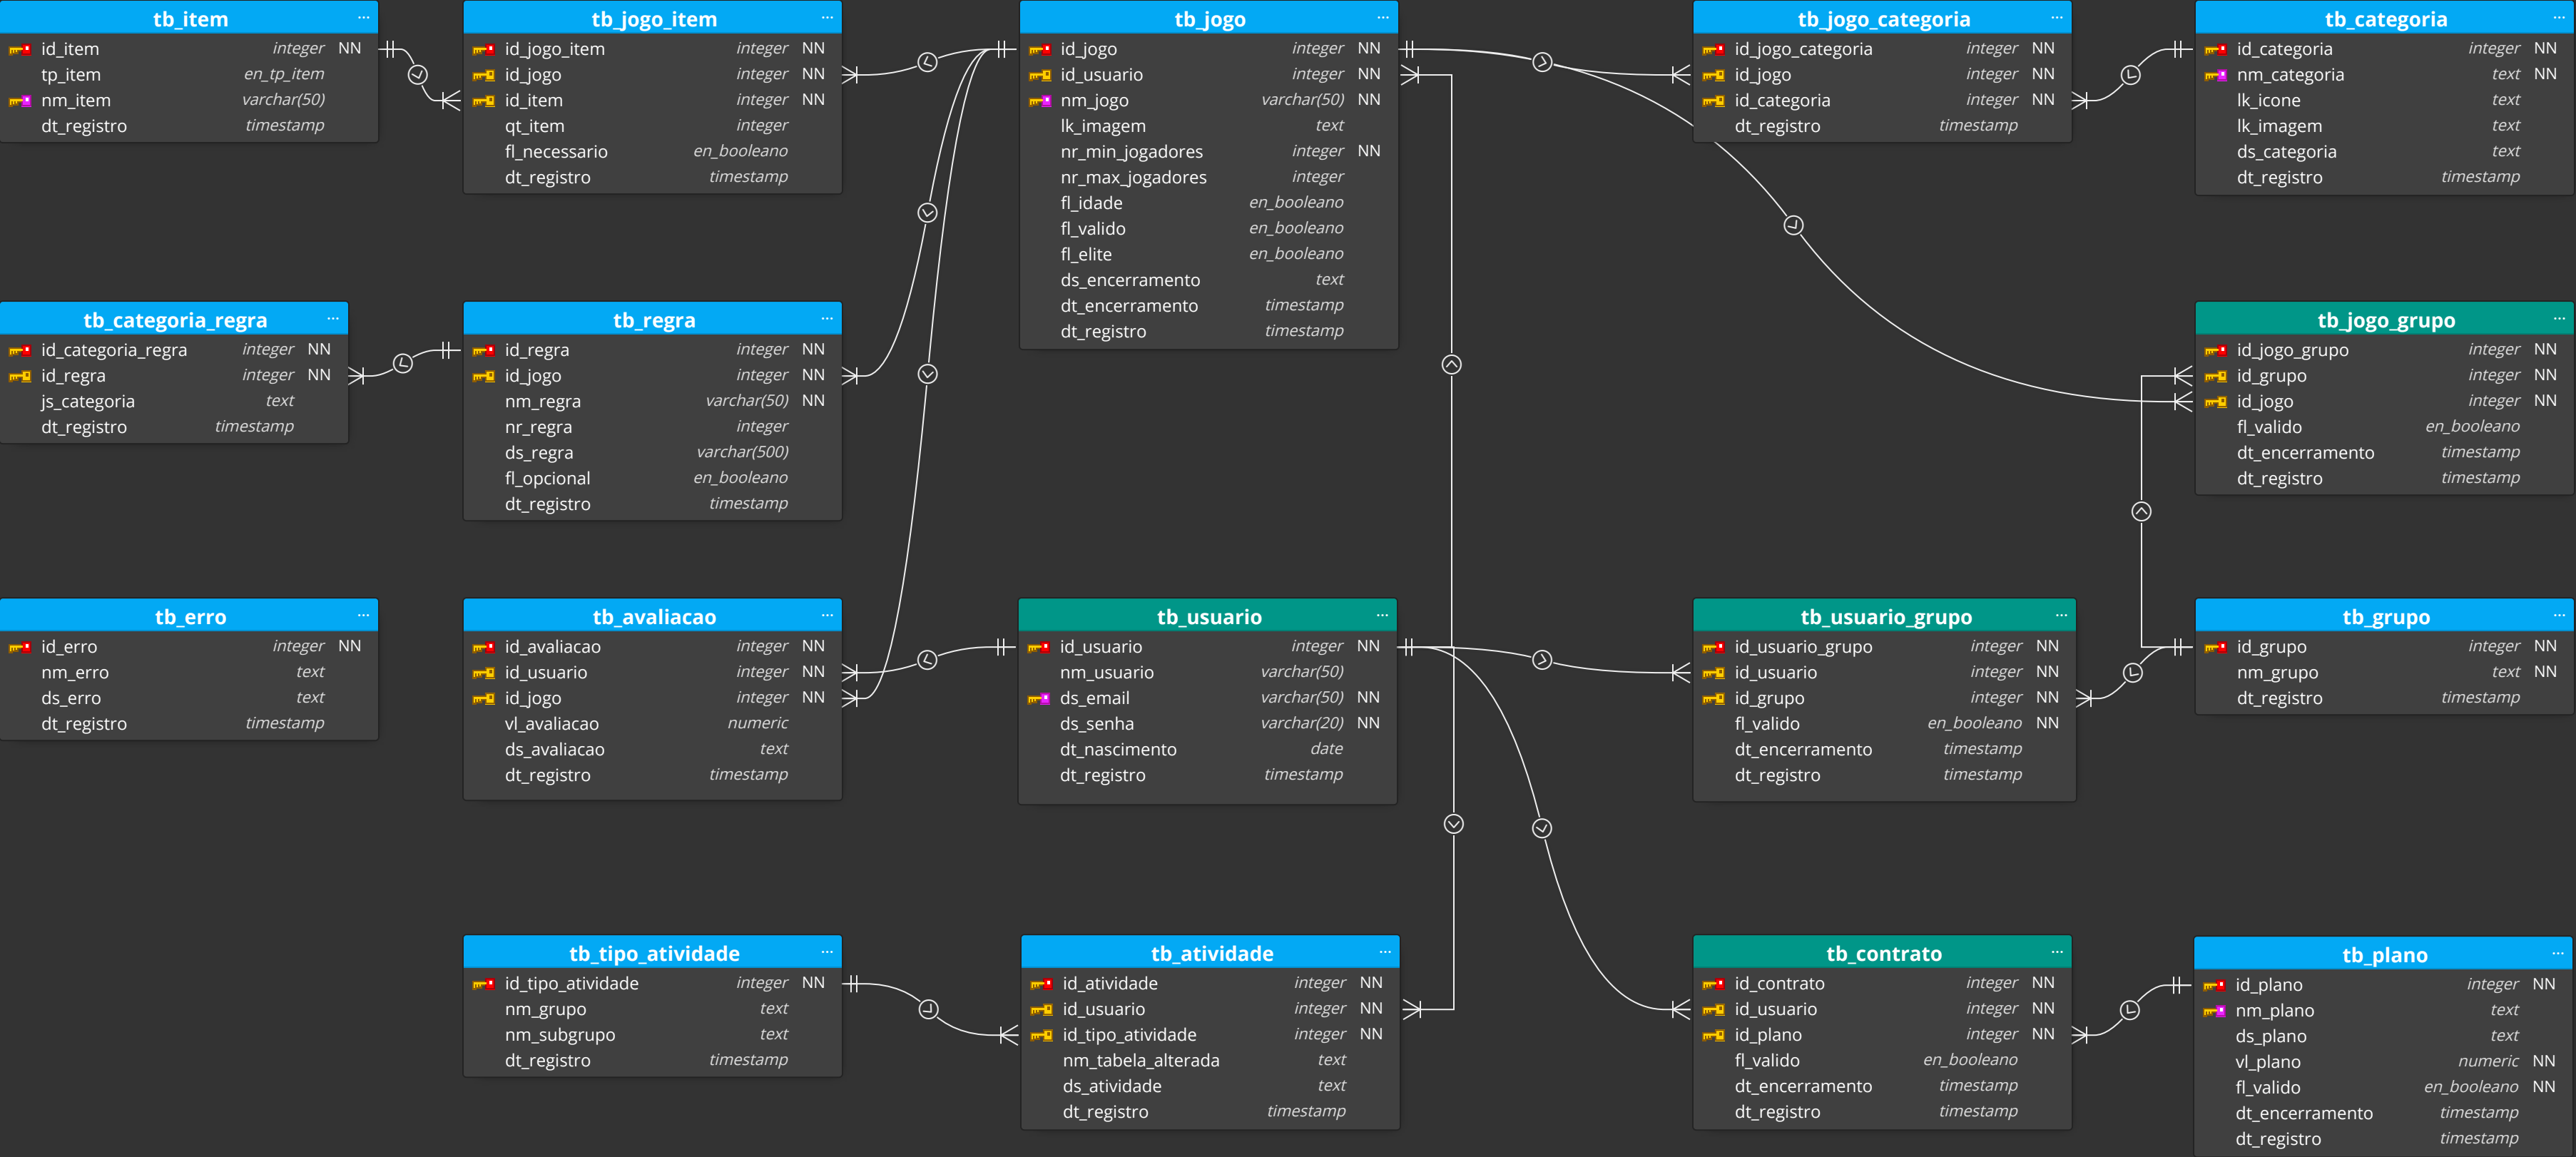 tb_item ...
id_item integer NN
tp_item en_tp_item
nm_item varchar(50)
dt_registro timestamp
tb_jogo_item ...
id_jogo_item integer NN
id_jogo integer NN
id_item integer NN
qt_item integer
fl_necessario en_booleano
dt_registro timestamp
tb_jogo ...
id_jogo integer NN
id_usuario integer NN
nm_jogo varchar(50) NN
lk_imagem text
nr_min_jogadores integer NN
nr_max_jogadores integer
fl_idade en_booleano
fl_valido en_booleano
fl_elite en_booleano
ds_encerramento text
dt_encerramento timestamp
dt_registro timestamp
tb_jogo_categoria ...
id_jogo_categoria integer NN
id_jogo integer NN
id_categoria integer NN
dt_registro timestamp
tb_categoria ...
id_categoria integer NN
nm_categoria text NN
lk_icone text
lk_imagem text
ds_categoria text
dt_registro timestamp
tb_categoria_regra ...
id_categoria_regra integer NN
id_regra integer NN
js_categoria text
dt_registro timestamp
tb_regra ...
id_regra integer NN
id_jogo integer NN
nm_regra varchar(50) NN
nr_regra integer
ds_regra varchar(500)
fl_opcional en_booleano
dt_registro timestamp
tb_jogo_grupo ...
id_jogo_grupo integer NN
id_grupo integer NN
id_jogo integer NN
fl_valido en_booleano
dt_encerramento timestamp
dt_registro timestamp
tb_erro ...
id_erro integer NN
nm_erro text
ds_erro text
dt_registro timestamp
tb_avaliacao ...
id_avaliacao integer NN
id_usuario integer NN
id_jogo integer NN
vl_avaliacao numeric
ds_avaliacao text
dt_registro timestamp
tb_usuario ...
id_usuario integer NN
nm_usuario varchar(50)
ds_email varchar(50) NN
ds_senha varchar(20) NN
dt_nascimento date
dt_registro timestamp
tb_usuario_grupo ...
id_usuario_grupo integer NN
id_usuario integer NN
id_grupo integer NN
fl_valido en_booleano NN
dt_encerramento timestamp
dt_registro timestamp
tb_grupo ...
id_grupo integer NN
nm_grupo text NN
dt_registro timestamp
tb_tipo_atividade ...
id_tipo_atividade integer NN
nm_grupo text
nm_subgrupo text
dt_registro timestamp
tb_atividade ...
id_atividade integer NN
id_usuario integer NN
id_tipo_atividade integer NN
nm_tabela_alterada text
ds_atividade text
dt_registro timestamp
tb_contrato ...
id_contrato integer NN
id_usuario integer NN
id_plano integer NN
fl_valido en_booleano
dt_encerramento timestamp
dt_registro timestamp
tb_plano ...
id_plano integer NN
nm_plano text
ds_plano text
vl_plano numeric NN
fl_valido en_booleano NN
dt_encerramento timestamp
dt_registro timestamp